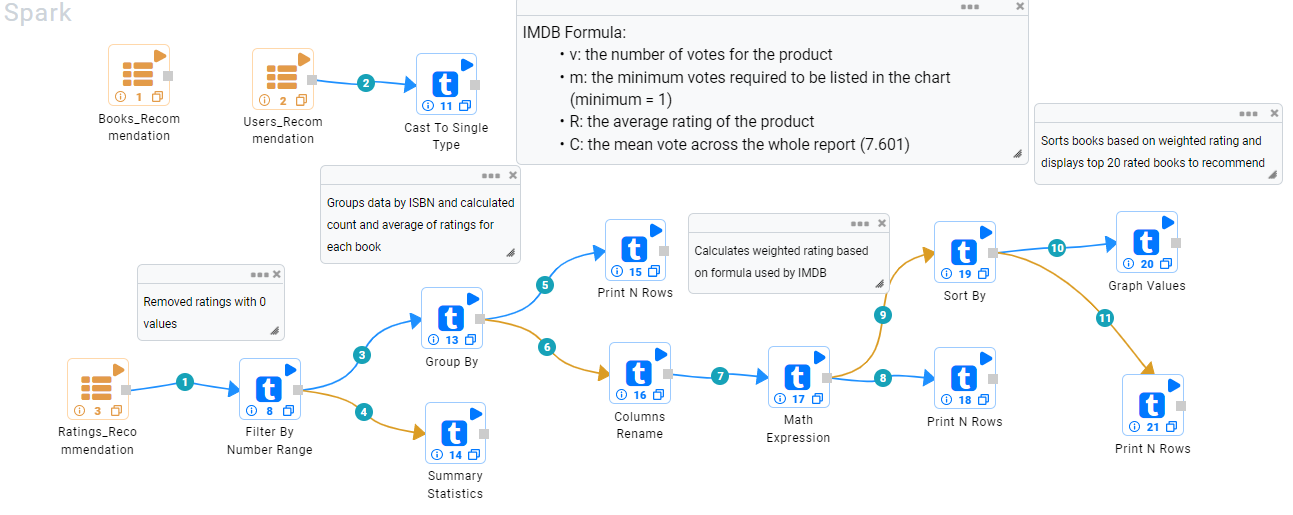 Spark
IMDB Formula:
• v: the number of votes for the product
• m: the minimum votes required to be listed in the chart
(minimum = 1)
• R: the average rating of the product
• C: the mean vote across the whole report (7.601)
1
Books_Recom
mendation
2
Users_Recom
mendation
2
11
Cast To Single
Type
Sorts books based on weighted rating and
displays top 20 rated books to recommend
Groups data by ISBN and calculated
count and average of ratings for
each book
Calculates weighted rating based
on formula used by IMDB
Removed ratings with 0
values
3
Ratings_Reco
mmendation
1
8
Filter By
Number Range
3
4
13
Group By
14
Summary
Statistics
5
6
15
Print N Rows
16
Columns
Rename
7
17
Math
Expression
9
8
19
Sort By
18
Print N Rows
10
11
20
Graph Values
21
Print N Rows